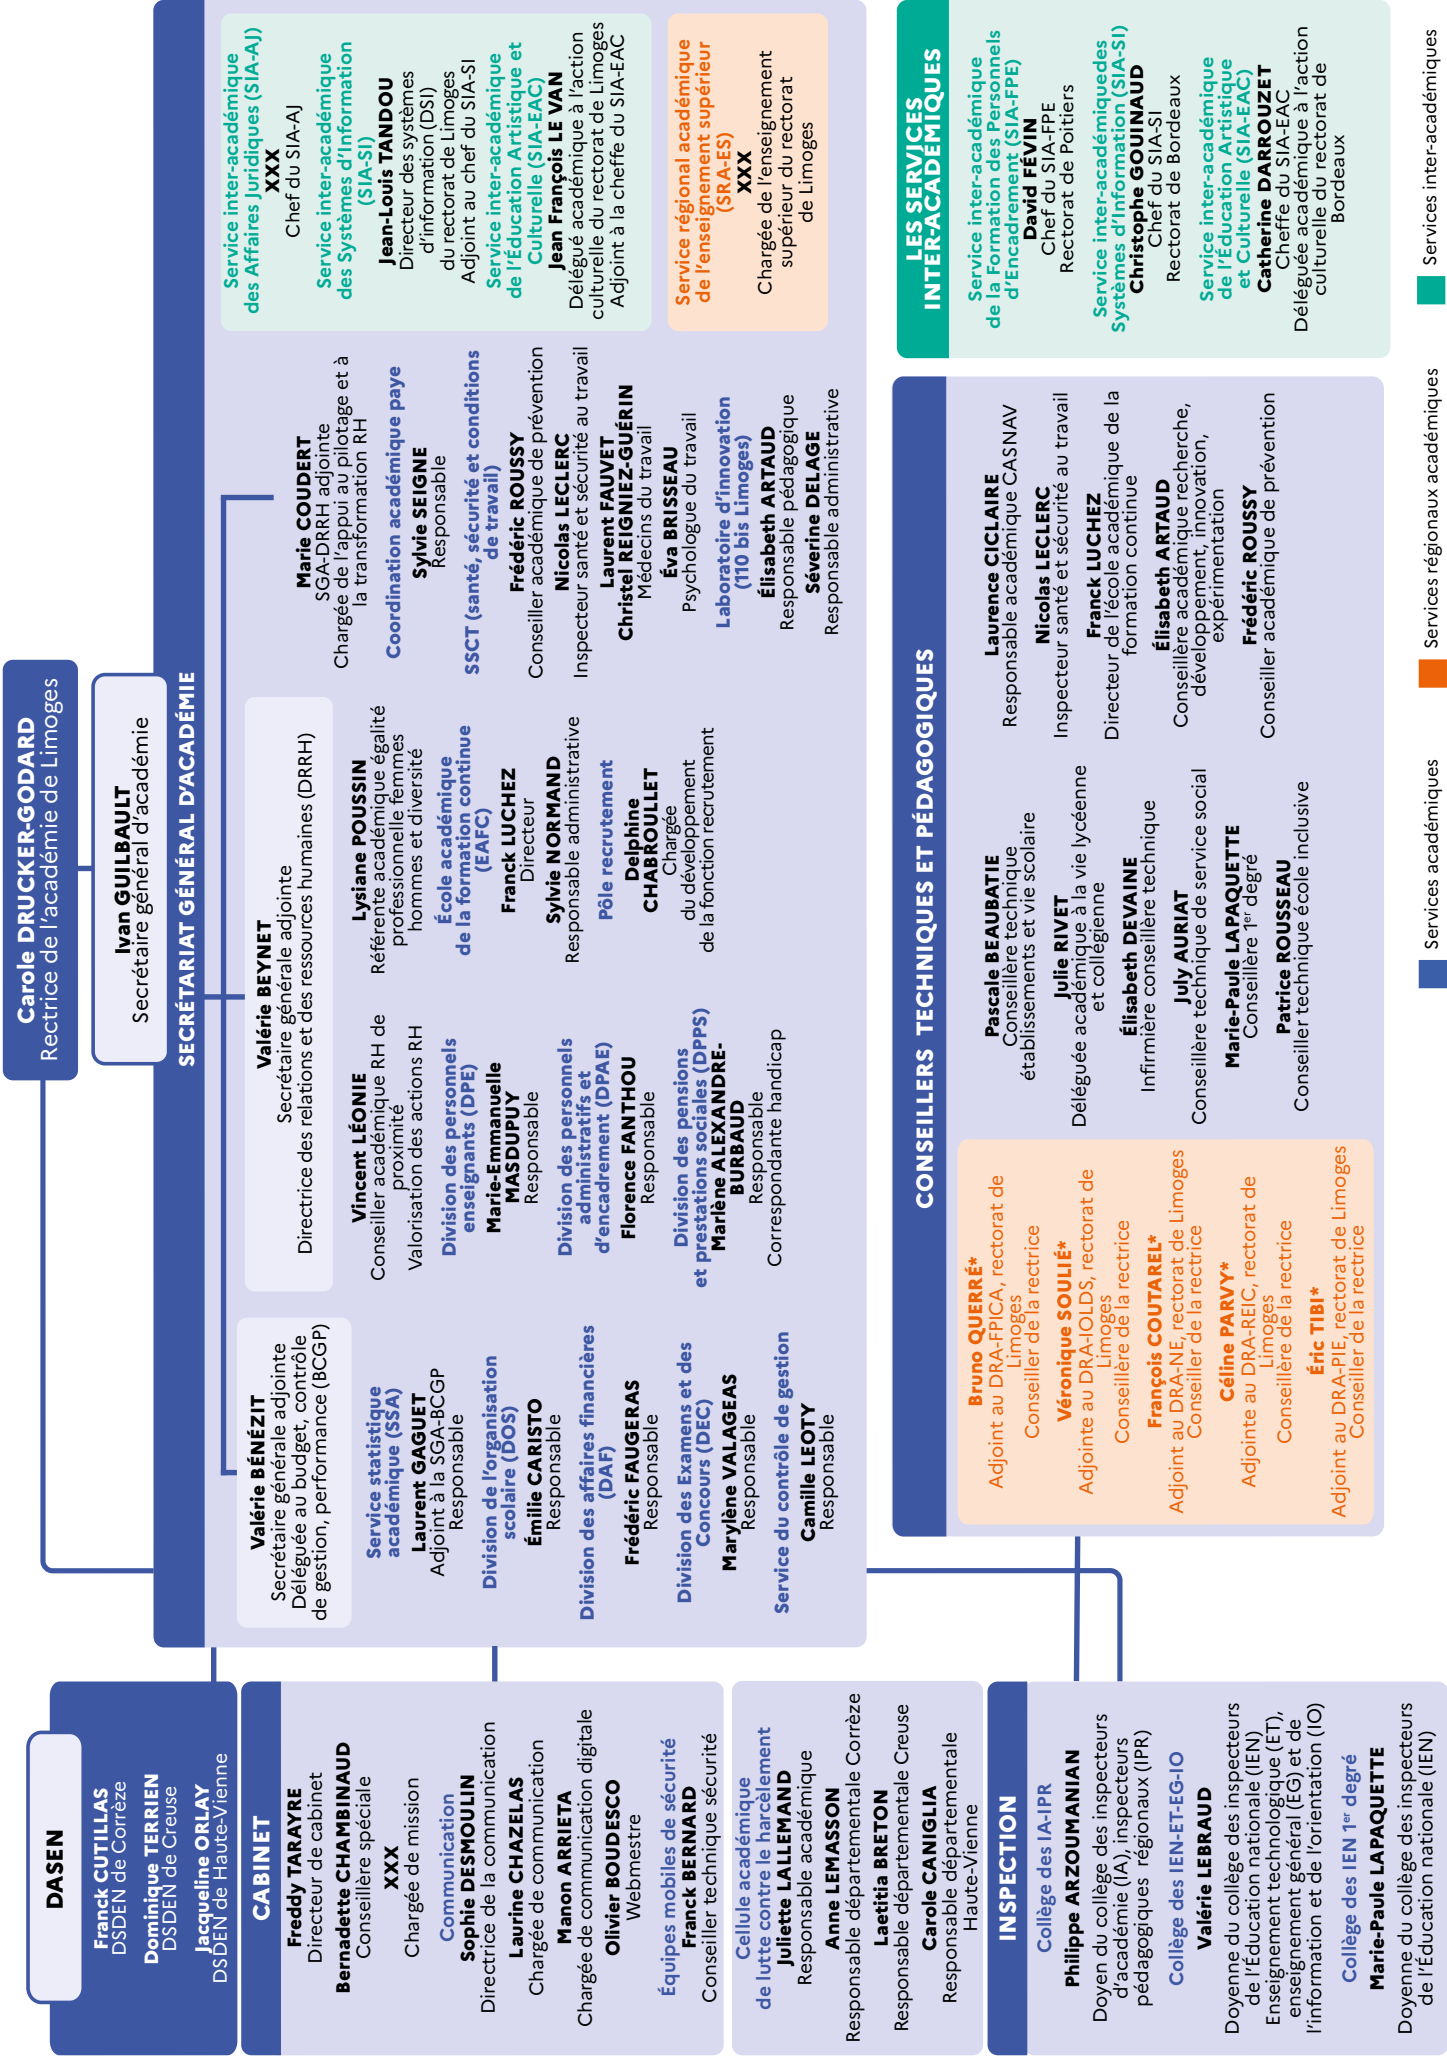 Carole DRUCKER-GODARD
Rectrice de l'académie de Limoges
Ivan GUILBAULT
Secrétaire général d'académie
DASEN
Franck CUTILLAS
DSDEN de Corrèze
Dominique TERRIEN
DSDEN de Creuse
Jacqueline ORLAY
DSDEN de Haute-Vienne
CABINET
Freddy TARAYRE
Directeur de cabinet
Bernadette CHAMBINAUD
Conseillère spéciale
XXX
Chargée de mission
Communication
Sophie DESMOULIN
Directrice de la communication
Laurine CHAZELAS
Chargée de communication
Manon ARRIETA
Chargée de communication digitale
Olivier BOUDESCO
Webmestre
Équipes mobiles de sécurité
Franck BERNARD
Conseiller technique sécurité
Cellule académique
de lutte contre le harcèlement
Juliette LALLEMAND
Responsable académique
Anne LEMASSON
Responsable départementale Corrèze
Laetitia BRETON
Responsable départementale Creuse
Carole CANIGLIA
Responsable départementale
Haute-Vienne
INSPECTION
Collège des IA-IPR
Philippe ARZOUMANIAN
Doyen du collège des inspecteurs
d'académie (IA), inspecteurs
pédagogiques régionaux (IPR)
Collège des IEN-ET-EG-IO
Valérie LEBRAUD
Doyenne du collège des inspecteurs
de l'Éducation nationale (IEN)
Enseignement technologique (ET),
enseignement général (EG) et de
l'information et de l'orientation (IO)
Collège des IEN 1er degré
Marie-Paule LAPAQUETTE
Doyenne du collège des inspecteurs
de l'Éducation nationale (IEN)
SECRÉTARIAT GÉNÉRAL D'ACADÉMIE
Valérie BÉNÉZIT
Secrétaire générale adjointe
Déléguée au budget, contrôle
de gestion, performance (BCGP)
Service statistique
académique (SSA)
Laurent GAGUET
Adjoint à la SGA-BCGP
Responsable
Division de l'organisation
scolaire (DOS)
Émilie CARISTO
Responsable
Division des affaires financières
(DAF)
Frédéric FAUGERAS
Responsable
Division des Examens et des
Concours (DEC)
Marylène VALAGEAS
Responsable
Service du contrôle de gestion
Camille LEOTY
Responsable
Valérie BEYNET
Secrétaire générale adjointe
Directrice des relations et des ressources humaines (DRRH)
Vincent LÉONIE
Conseiller académique RH de
proximité
Valorisation des actions RH
Division des personnels
enseignants (DPE)
Marie-Emmanuelle
MASDUPUY
Responsable
Division des personnels
administratifs et
d'encadrement (DPAE)
Florence FANTHOU
Responsable
Division des pensions
et prestations sociales (DPPS)
Marlène ALEXANDRE-
BURBAUD
Responsable
Correspondante handicap
Lysiane POUSSIN
Référente académique égalité
professionnelle femmes
hommes et diversité
École académique
de la formation continue
(EAFC)
Franck LUCHEZ
Directeur
Sylvie NORMAND
Responsable administrative
Pôle recrutement
Delphine
CHABROULLET
Chargée
du développement
de la fonction recrutement
Marie COUDERT
SGA-DRRH adjointe
Chargée de l'appui au pilotage et à
la transformation RH
Coordination académique paye
Sylvie SEIGNE
Responsable
SSCT (santé, sécurité et conditions
de travail)
Frédéric ROUSSY
Conseiller académique de prévention
Nicolas LECLERC
Inspecteur santé et sécurité au travail
Laurent FAUVET
Christel REIGNIEZ-GUÉRIN
Médecins du travail
Éva BRISSEAU
Psychologue du travail
Laboratoire d'innovation
(110 bis Limoges)
Élisabeth ARTAUD
Responsable pédagogique
Séverine DELAGE
Responsable administrative
Service inter-académique
des Affaires Juridiques (SIA-AJ)
XXX
Chef du SIA-AJ
Service inter-académique
des Systèmes d'Information
(SIA-SI)
Jean-Louis TANDOU
Directeur des systèmes
d'information (DSI)
du rectorat de Limoges
Adjoint au chef du SIA-SI
Service inter-académique
de l'Éducation Artistique et
Culturelle (SIA-EAC)
Jean François LE VAN
Délégué académique à l'action
culturelle du rectorat de Limoges
Adjoint à la cheffe du SIA-EAC
Service régional académique
de l'enseignement supérieur
(SRA-ES)
XXX
Chargée de l'enseignement
supérieur du rectorat
de Limoges
CONSEILLERS TECHNIQUES ET PÉDAGOGIQUES
Bruno QUERRÉ*
Adjoint au DRA-FPICA, rectorat de
Limoges
Conseiller de la rectrice
Véronique SOULIÉ*
Adjointe au DRA-IOLDS, rectorat de
Limoges
Conseillère de la rectrice
François COUTAREL*
Adjoint au DRA-NE, rectorat de Limoges
Conseiller de la rectrice
Céline PARVY*
Adjointe au DRA-REIC, rectorat de
Limoges
Conseillère de la rectrice
Éric TIBI*
Adjoint au DRA-PIE, rectorat de Limoges
Conseiller de la rectrice
Pascale BEAUBATIE
Conseillère technique
établissements et vie scolaire
Julie RIVET
Déléguée académique à la vie lycéenne
et collégienne
Élisabeth DEVAINE
Infirmière conseillère technique
July AURIAT
Conseillère technique de service social
Marie-Paule LAPAQUETTE
Conseillère 1er degré
Patrice ROUSSEAU
Conseiller technique école inclusive
Laurence CICLAIRE
Responsable académique CASNAV
Nicolas LECLERC
Inspecteur santé et sécurité au travail
Franck LUCHEZ
Directeur de l'école académique de la
formation continue
Élisabeth ARTAUD
Conseillère académique recherche,
développement, innovation,
expérimentation
Frédéric ROUSSY
Conseiller académique de prévention
LES SERVICES
INTER-ACADÉMIQUES
Service inter-académique
de la Formation des Personnels
d'Encadrement (SIA-FPE)
David FÉVIN
Chef du SIA-FPE
Rectorat de Poitiers
Service inter-académiquedes
Systèmes d'Information (SIA-SI)
Christophe GOUINAUD
Chef du SIA-SI
Rectorat de Bordeaux
Service inter-académique
de l'Éducation Artistique
et Culturelle (SIA-EAC)
Catherine DARROUZET
Cheffe du SIA-EAC
Déléguée académique à l'action
culturelle du rectorat de
Bordeaux
Services académiques
Services régionaux académiques
Services inter-académiques